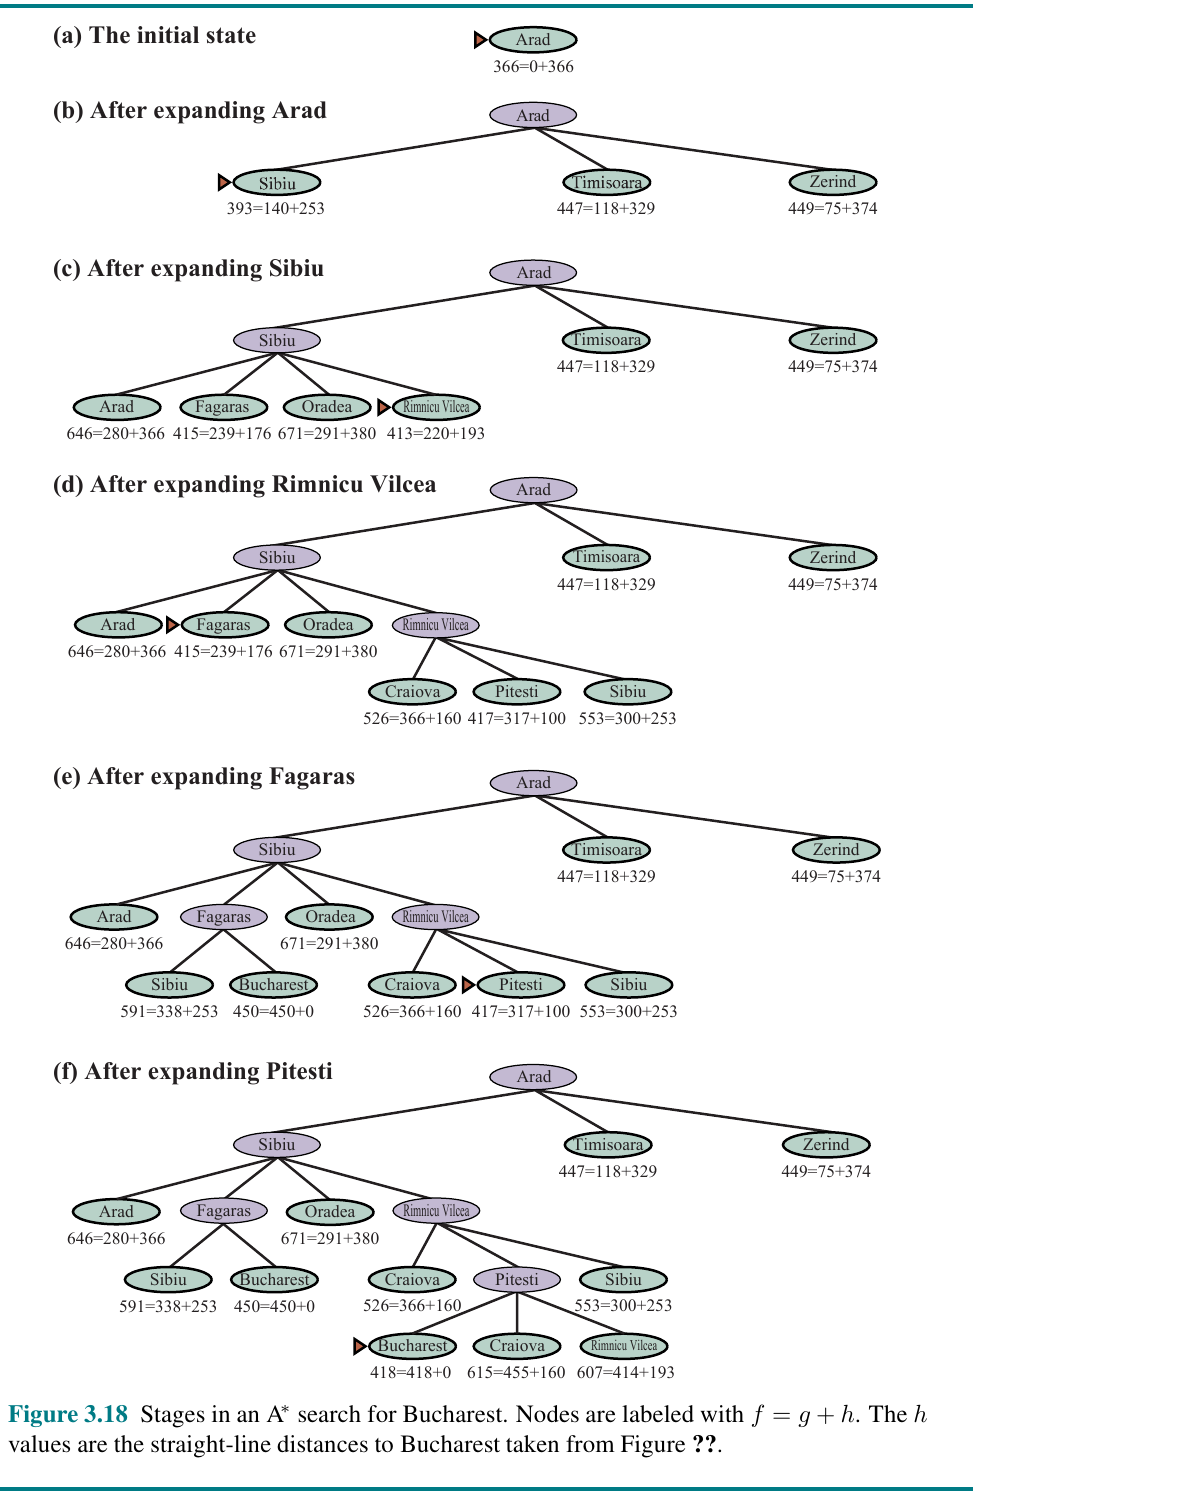 (a) The initial state
Arad
366=0+366
(b) After expanding Arad
Arad
Sibiu Timisoara Zerind
393=140+253 447=118+329 449=75+374
(c) After expanding Sibiu
Arad
Sibiu Timisoara Zerind
447=118+329 449=75+374
Arad Fagaras Oradea Rimnicu Vilcea
646=280+366 415=239+176 671=291+380 413=220+193
(d) After expanding Rimnicu Vilcea
Arad
Sibiu Timisoara Zerind
447=118+329 449=75+374
Arad Fagaras Oradea Rimnicu Vilcea
646=280+366 415=239+176 671=291+380
Craiova Pitesti Sibiu
526=366+160 417=317+100 553=300+253
(e) After expanding Fagaras
Arad
Sibiu Timisoara Zerind
447=118+329 449=75+374
Arad Fagaras Oradea Rimnicu Vilcea
646=280+366 671=291+380
Sibiu Bucharest Craiova Pitesti Sibiu
591=338+253 450=450+0 526=366+160 417=317+100 553=300+253
(f) After expanding Pitesti
Arad
Sibiu Timisoara Zerind
447=118+329 449=75+374
Arad Fagaras Oradea Rimnicu Vilcea
646=280+366 671=291+380
Sibiu Bucharest Craiova Pitesti Sibiu
591=338+253 450=450+0 526=366+160 553=300+253
Bucharest Craiova Rimnicu Vilcea
418=418+0 615=455+160 607=414+193
Figure 3.18 Stages in an A* search for Bucharest. Nodes are labeled with f = g + h. The h
values are the straight-line distances to Bucharest taken from Figure ??.